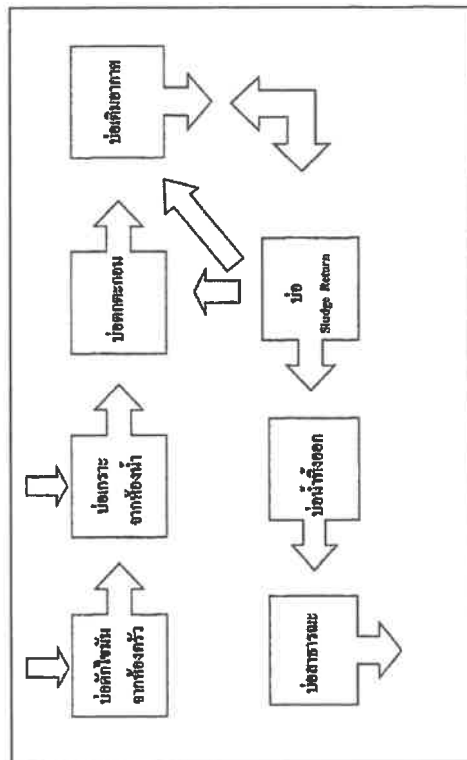 บ่อดักไขมัน
จากห้องครัว
บ่อเกราะ
จากห้องน้ำ
บ่อตกตะกอน
บ่อเติมอากาศ
บ่อ
Sludge Return
บ่อน้ำทิ้งออก
บ่อสาธารณะ